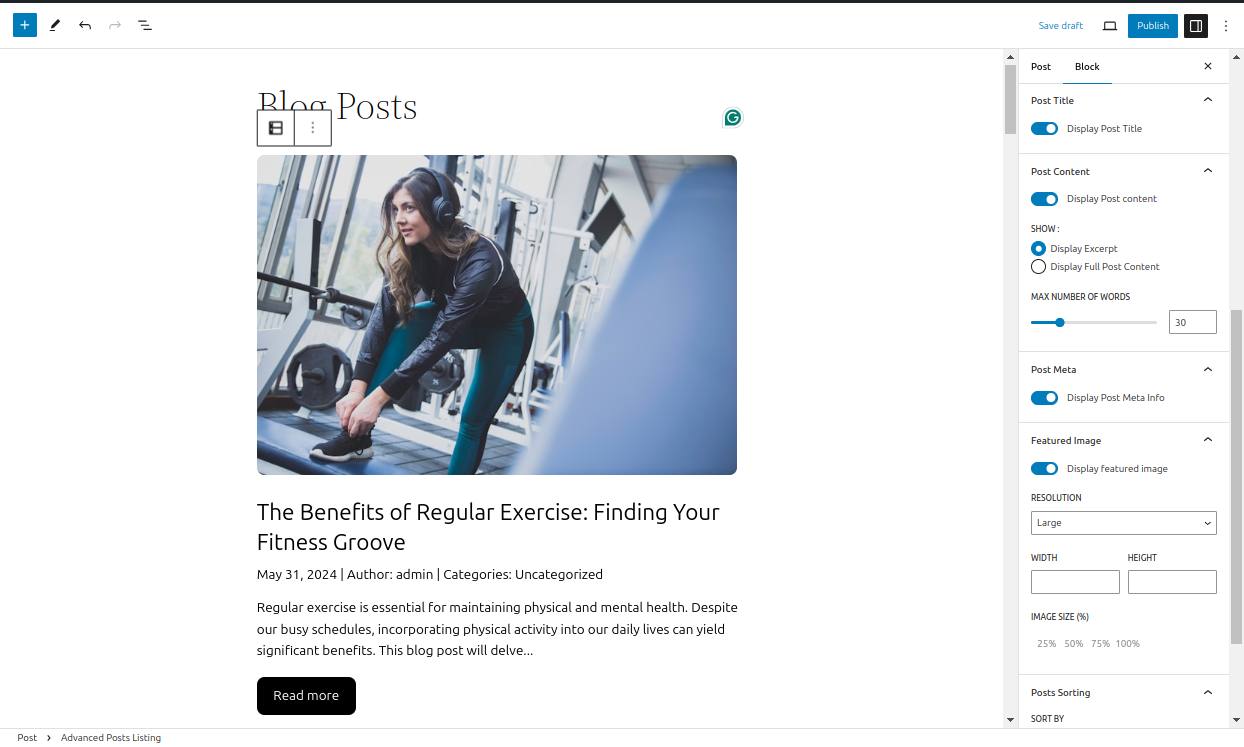 Save draft
Publish
Blog Posts
The Benefits of Regular Exercise: Finding Your
Fitness Groove
May 31, 2024 | Author: admin | Categories: Uncategorized
Regular exercise is essential for maintaining physical and mental health. Despite
our busy schedules, incorporating physical activity into our daily lives can yield
significant benefits. This blog post will delve...
Read more
Post
Block
Post Title
Display Post Title
Post Content
Display Post content
SHOW :
Display Excerpt
Display Full Post Content
MAX NUMBER OF WORDS
30
Post Meta
Display Post Meta Info
Featured Image
Display featured image
RESOLUTION
Large
WIDTH HEIGHT
IMAGE SIZE (%)
25% 50% 75% 100%
Posts Sorting
SORT BY
Post › Advanced Posts Listing